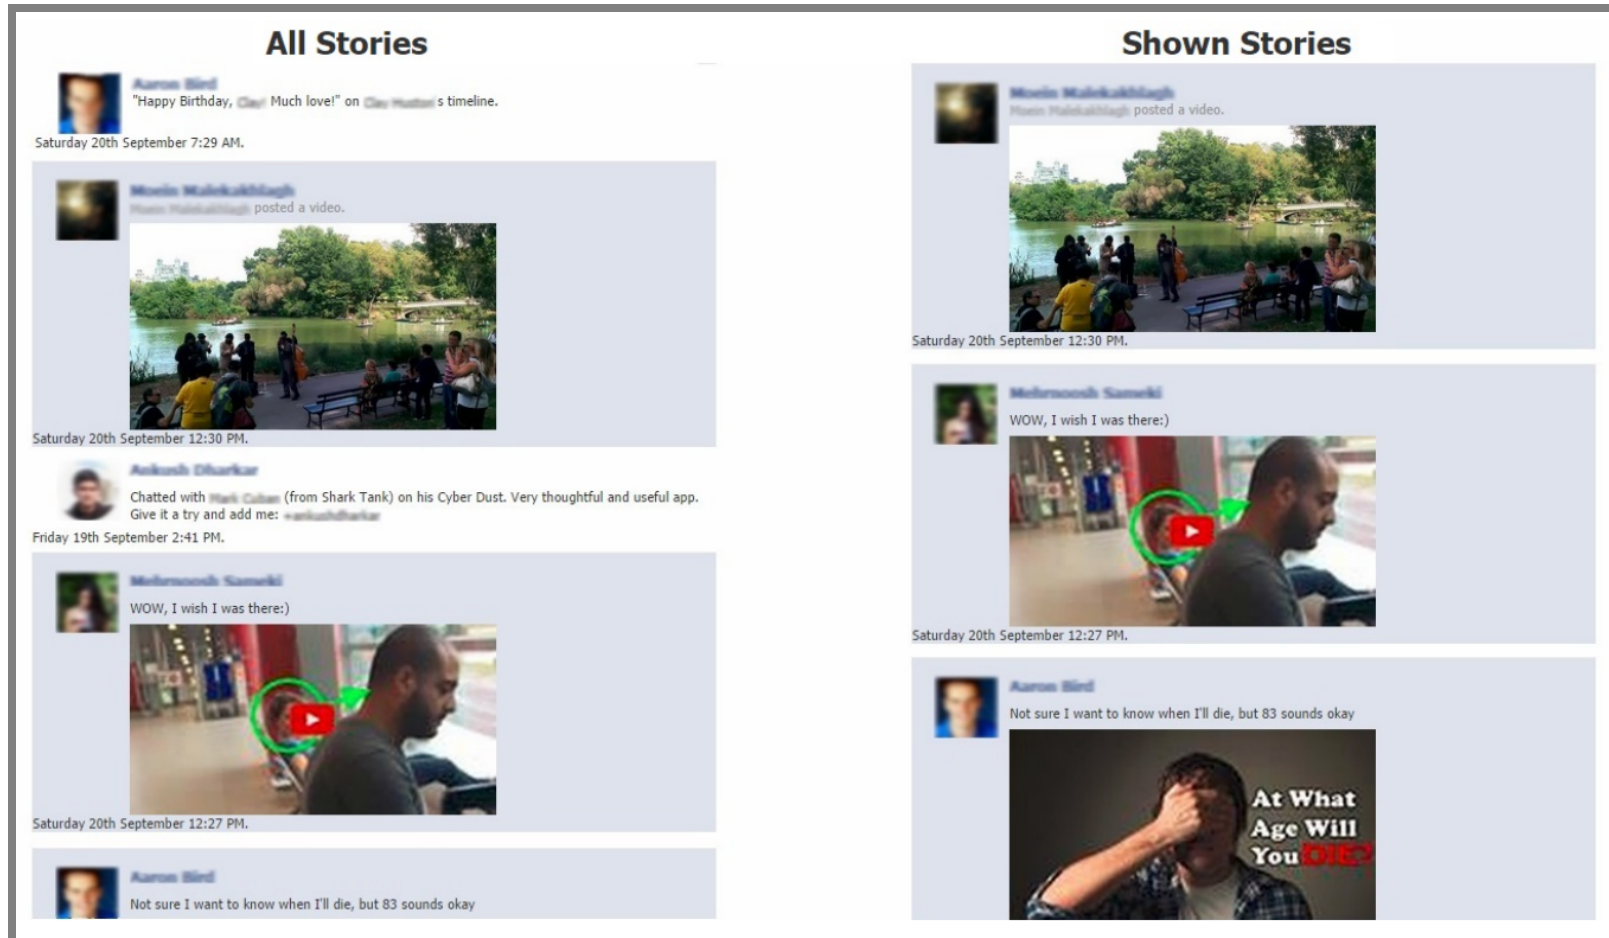 All Stories
"Happy Birthday, Much love!" on 's timeline.
Saturday 20th September 7:29 AM.
posted a video.
Saturday 20th September 12:30 PM.
Chatted with (from Shark Tank) on his Cyber Dust. Very thoughtful and useful app.
Give it a try and add me:
Friday 19th September 2:41 PM.
WOW, I wish I was there:)
Saturday 20th September 12:27 PM.
Not sure I want to know when I'll die, but 83 sounds okay
Shown Stories
posted a video.
Saturday 20th September 12:30 PM.
WOW, I wish I was there:)
Saturday 20th September 12:27 PM.
Not sure I want to know when I'll die, but 83 sounds okay
At What
Age Will
You DIE?